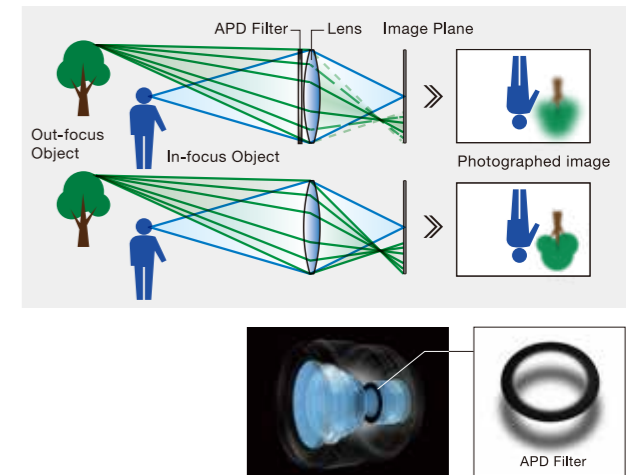 APD Filter
Lens
Image Plane
Out-focus
Object
In-focus Object
Photographed image
APD Filter